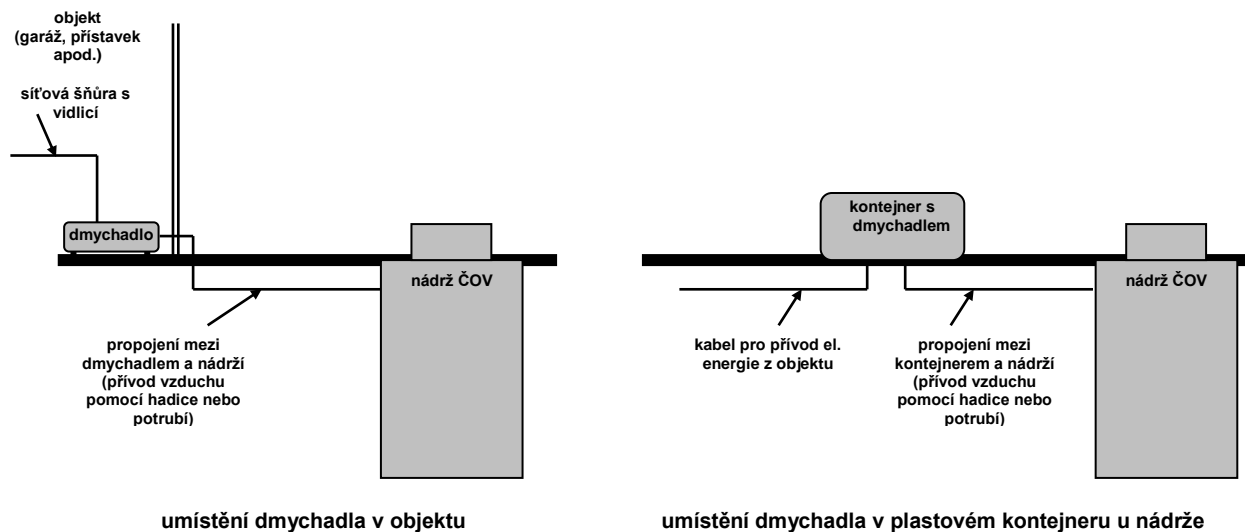 objekt
(garáž, přístavek
apod.)
síťová šňůra s
vidlicí
dmychadlo
nádrž ČOV
propojení mezi
dmychadlem a nádrží
(přívod vzduchu
pomocí hadice nebo
potrubí)
umístění dmychadla v objektu
kontejner s
dmychadlem
nádrž ČOV
kabel pro přívod el.
energie z objektu
propojení mezi
kontejnerem a nádrží
(přívod vzduchu
pomocí hadice nebo
potrubí)
umístění dmychadla v plastovém kontejneru u nádrže